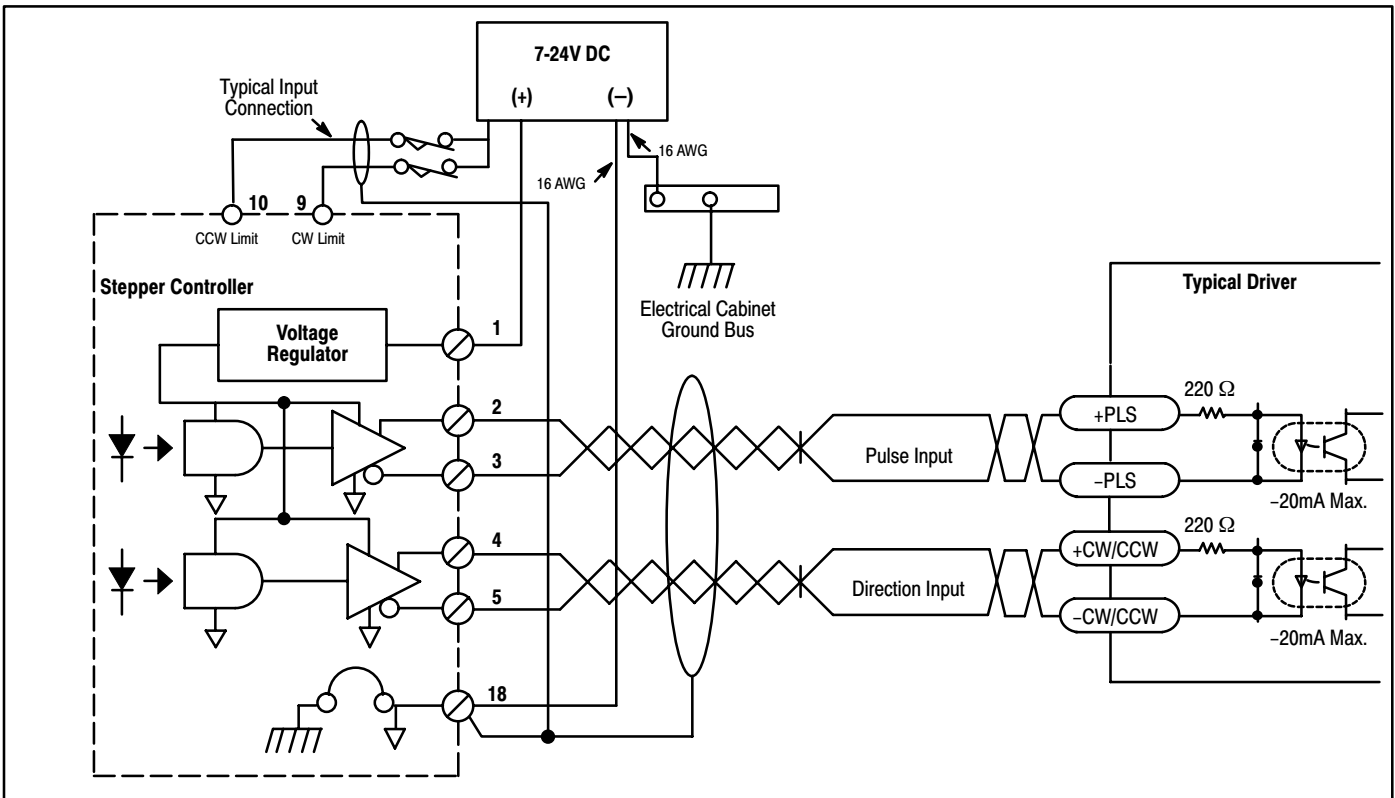 7-24V DC
(+)
(–)
Typical Input
Connection
16 AWG
16 AWG
10
9
CCW Limit
CW Limit
Stepper Controller
Electrical Cabinet
Ground Bus
Typical Driver
Voltage
Regulator
1
2
3
4
5
18
Pulse Input
Direction Input
+PLS
–PLS
+CW/CCW
–CW/CCW
220 Ω
–20mA Max.
220 Ω
–20mA Max.